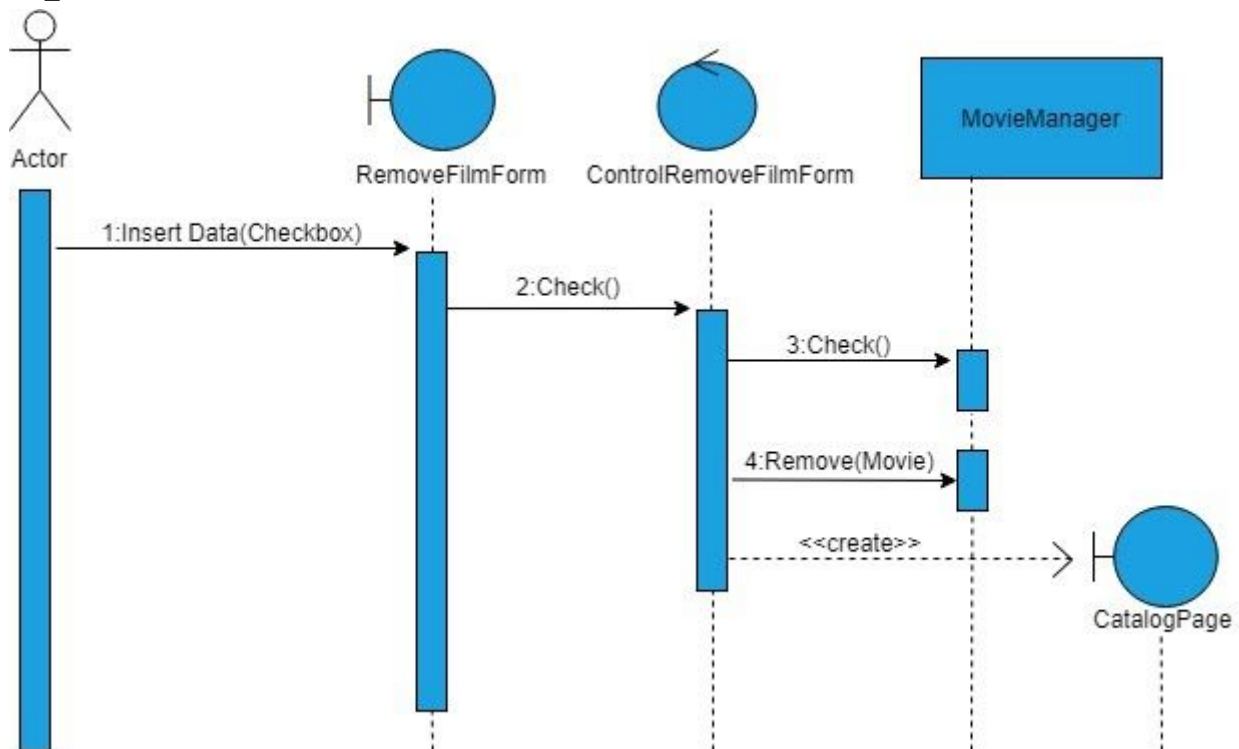 Actor
RemoveFilmForm
ControlRemoveFilmForm
MovieManager
1:Insert Data(Checkbox)
2:Check()
3:Check()
4:Remove(Movie)
<<create>>
CatalogPage